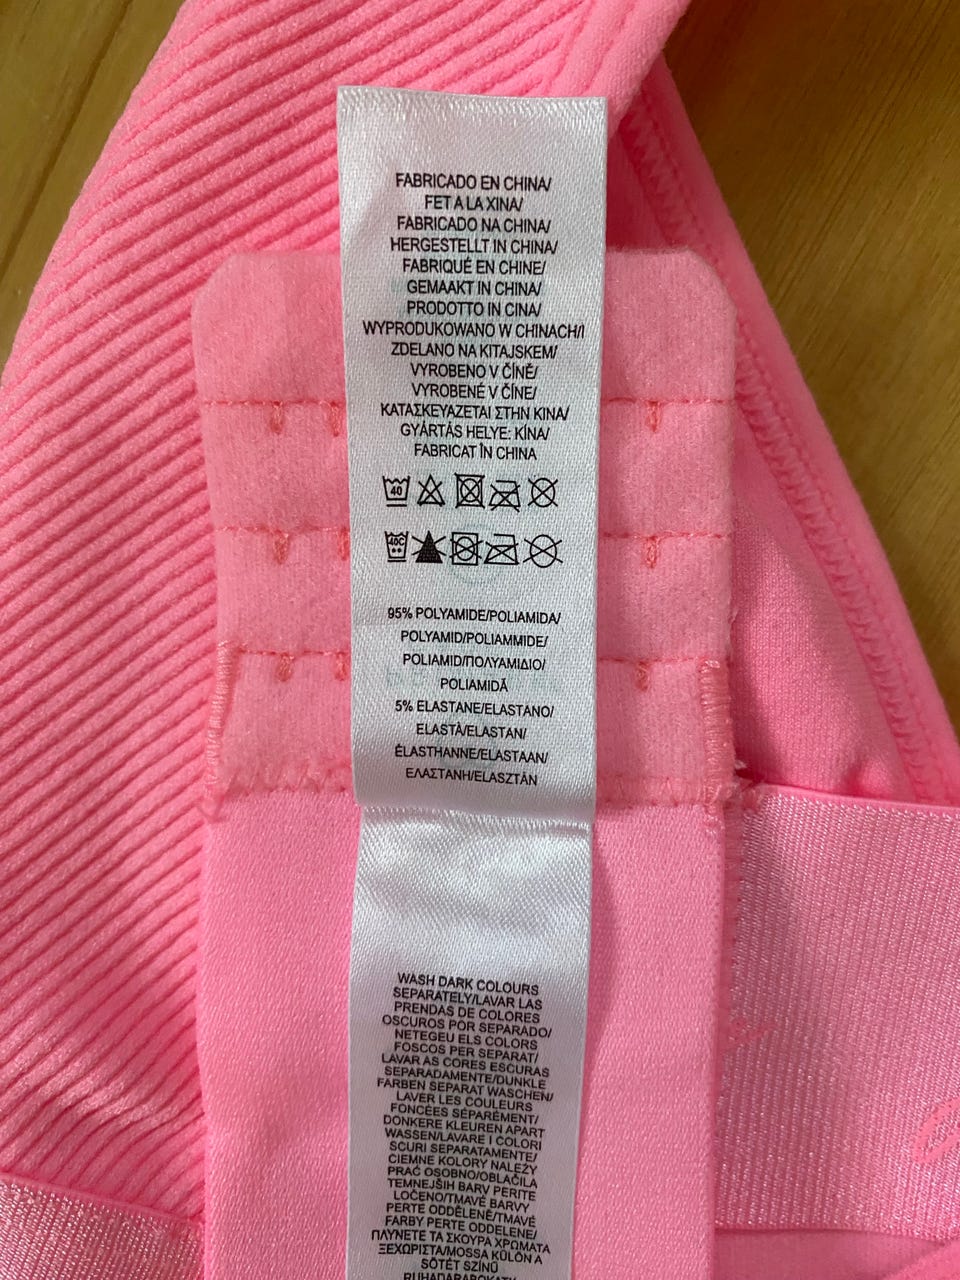 FABRICADO EN CHINA/
FET A LA XINA/
FABRICADO NA CHINA/
HERGESTELLT IN CHINA/
FABRIQUÉ EN CHINE/
GEMAAKT IN CHINA/
PRODOTTO IN CINA/
WYPRODUKOWANO W CHINACH/I
ZDELANO NA KITAJSKEM/
VYROBENO V ČÍNĚ/
VYROBENÉ V ČÍNE/
ΚΑΤΑΣΚΕΥΑΖΕΤΑΙ ΣΤΗΝ ΚΙΝΑ/
GYÁRTÁS HELYE: KÍNA/
FABRICAT ÎN CHINA
40
40C
95% POLYAMIDE/POLIAMIDA/
POLYAMID/POLIAMMIDE/
POLIAMID/ΠΟΛΥΑΜΙΔΙΟ/
POLIAMIDĂ
5% ELASTANE/ELASTANO/
ELASTÀ/ELASTAN/
ÉLASTHANNE/ELASTAAN/
ΕΛΑΣΤΑΝΗ/ELASZTÁN
WASH DARK COLOURS
SEPARATELY/LAVAR LAS
PRENDAS DE COLORES
OSCUROS POR SEPARADO/
NETEGEU ELS COLORS
FOSCOS PER SEPARAT/
LAVAR AS CORES ESCURAS
SEPARADAMENTE/DUNKLE
FARBEN SEPARAT WASCHEN/
LAVER LES COULEURS
FONCÉES SÉPARÉMENT/
DONKERE KLEUREN APART
WASSEN/LAVARE I COLORI
SCURI SEPARATAMENTE/
CIEMNE KOLORY NALEŻY
PRAĆ OSOBNO/OBLAČILA
TEMNEJŠIH BARV PERITE
LOČENO/TMAVÉ BARVY
PERTE ODDĚLENĚ/TMAVÉ
FARBY PERTE ODDELENE/
ΠΛΥΝΕΤΕ ΤΑ ΣΚΟΥΡΑ ΧΡΩΜΑΤΑ
ΞΕΧΩΡΙΣΤΑ/MOSSA KÜLÖN A
SÖTÉT SZÍNŰ
RUHADARABOKAT/